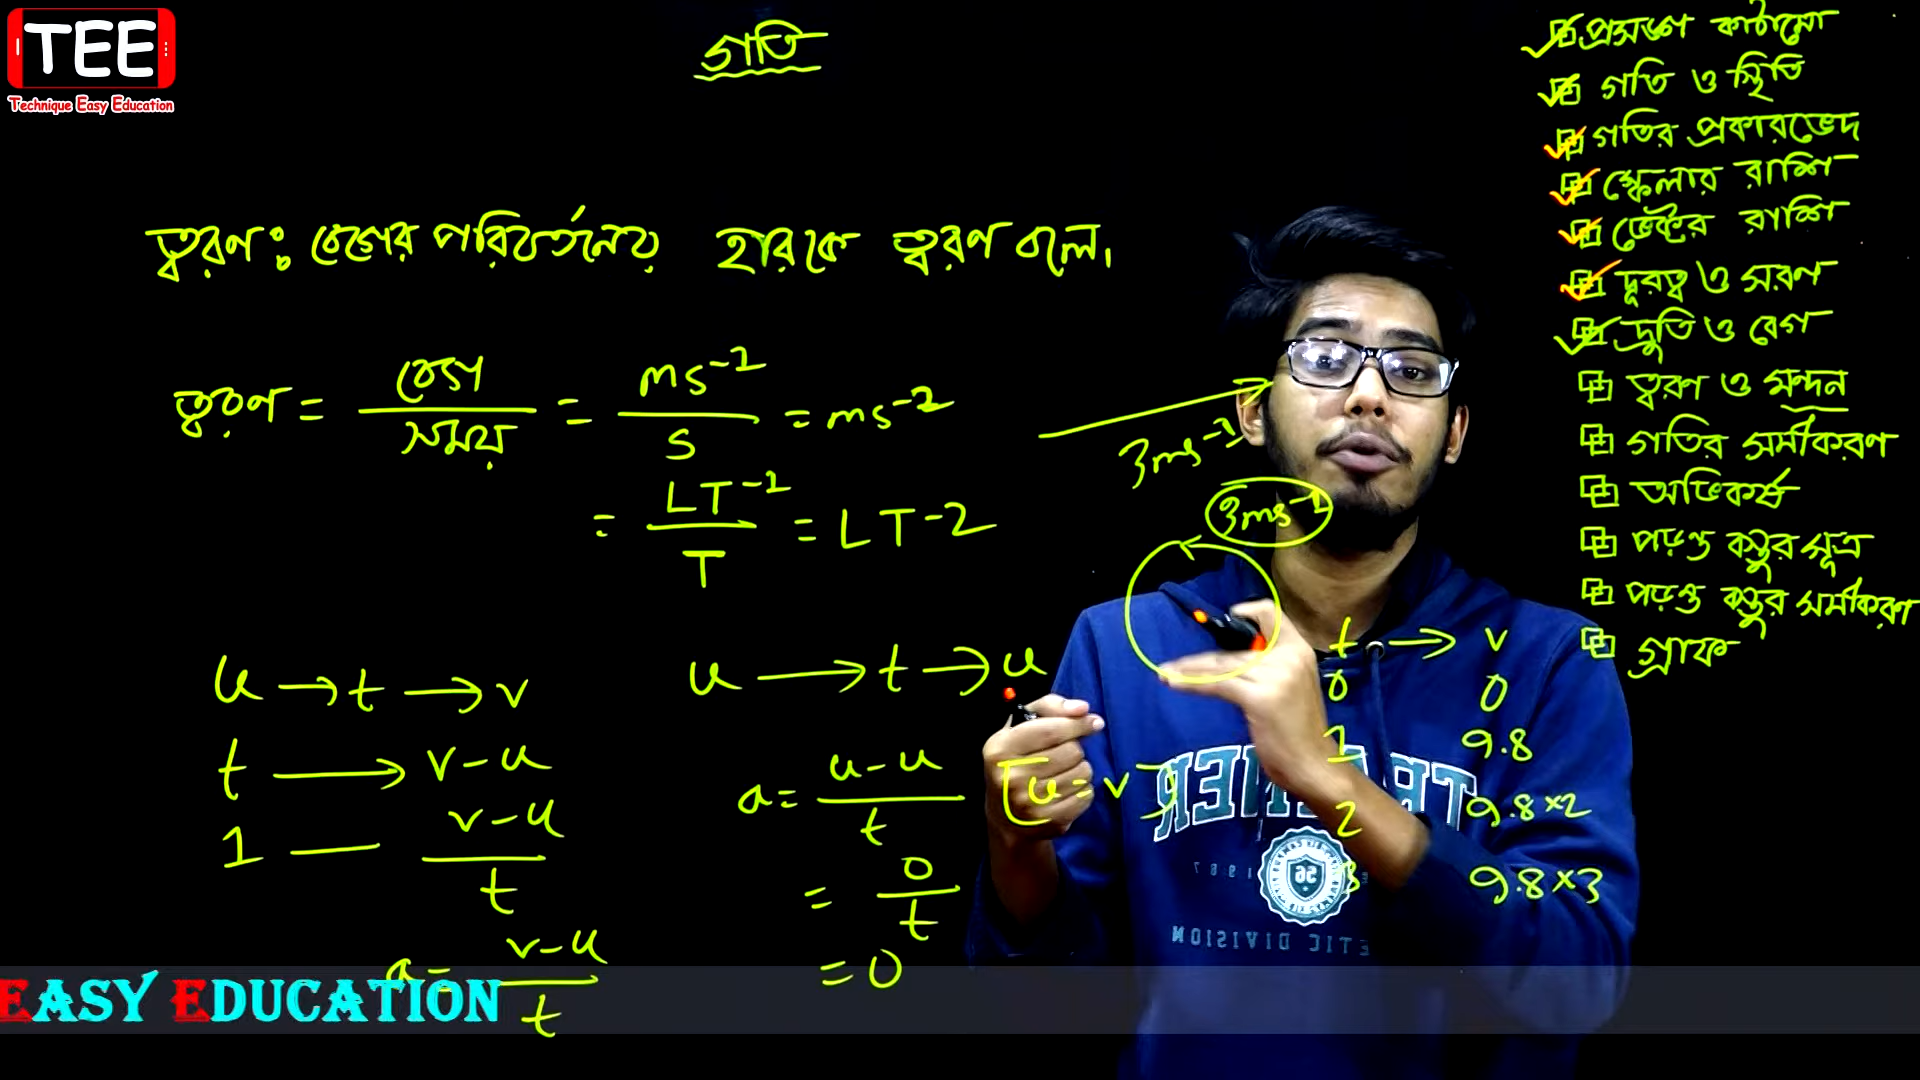 TEE
Technique Easy Education
গতি
ত্বরণ: বেগের পরিবর্তনের হারকে ত্বরণ বলে।
ত্বরণ = বেগ / সময় = ms-1 / s = ms-2
= LT-1 / T = LT-2
3ms-1
3ms-1
u → t → v
t → v-u
1 — v-u / t
a = v-u / t
u → t → u
a = u-u / t [u = v]
= 0 / t
= 0
t → v
0 0
1 9.8
2 9.8×2
3 9.8×3
প্রসঙ্গ কাঠামো
গতি ও স্থিতি
গতির প্রকারভেদ
স্কেলার রাশি
ভেক্টর রাশি
দূরত্ব ও সরণ
দ্রুতি ও বেগ
ত্বরণ ও মন্দন
গতির সমীকরণ
অভিকর্ষ
পড়ন্ত বস্তুর সূত্র
পড়ন্ত বস্তুর সমীকরণ
গ্রাফ
56
EASY EDUCATION